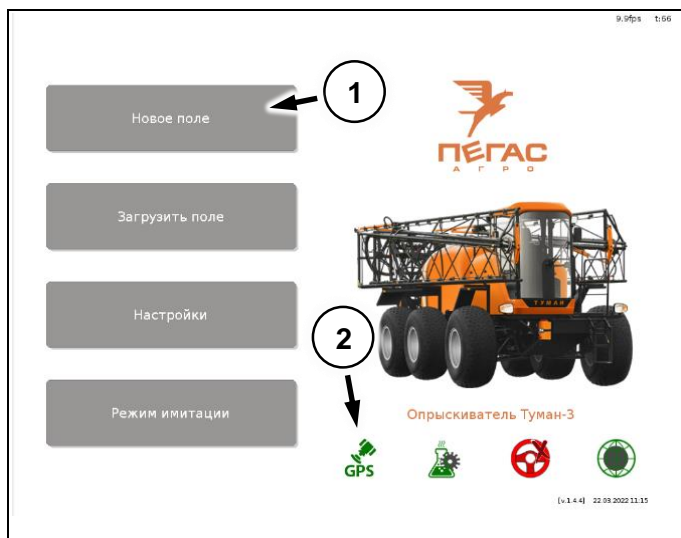 9.9fps t:66
1
Новое поле
ПЕГАС
АГРО
Загрузить поле
ТУМАН
Настройки
2
Режим имитации
Опрыскиватель Туман-3
GPS
[v.1.4.4] 22.03.2022 11:15